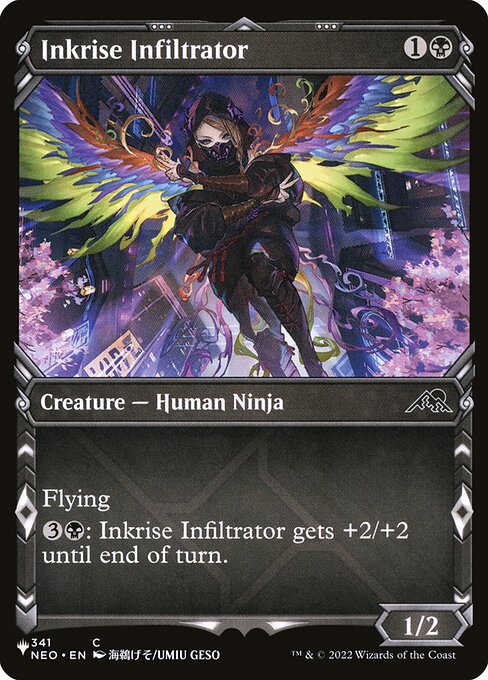 Inkrise Infiltrator 1
Creature — Human Ninja
Flying
3: Inkrise Infiltrator gets +2/+2
until end of turn.
1/2
341 C
NEO • EN 海鵜げそ/UMIU GESO
™ & © 2022 Wizards of the Coast